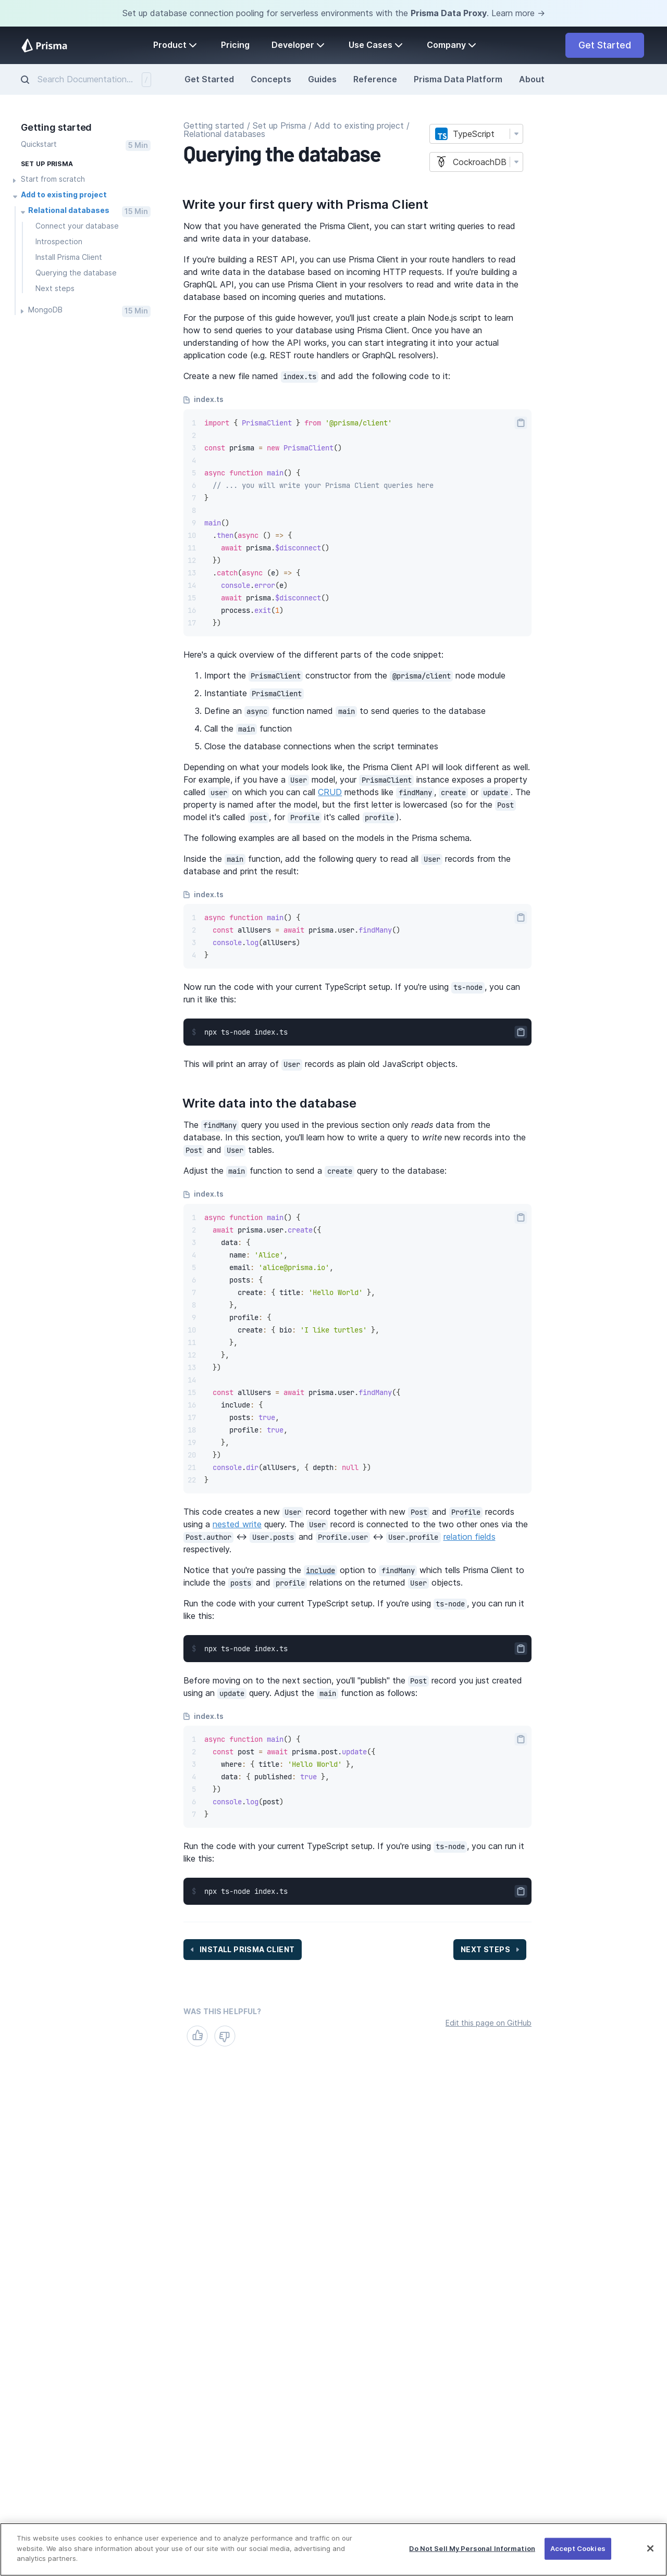 Set up database connection pooling for serverless environments with the Prisma Data Proxy. Learn more →
Prisma
Product
Pricing
Developer
Use Cases
Company
Get Started
Search Documentation...
/
Get Started
Concepts
Guides
Reference
Prisma Data Platform
About
Getting started
Quickstart
5 Min
SET UP PRISMA
Start from scratch
Add to existing project
Relational databases
15 Min
Connect your database
Introspection
Install Prisma Client
Querying the database
Next steps
MongoDB
15 Min
Getting started / Set up Prisma / Add to existing project /
Relational databases
Querying the database
TS TypeScript
CockroachDB
Write your first query with Prisma Client
Now that you have generated the Prisma Client, you can start writing queries to read
and write data in your database.
If you're building a REST API, you can use Prisma Client in your route handlers to read
and write data in the database based on incoming HTTP requests. If you're building a
GraphQL API, you can use Prisma Client in your resolvers to read and write data in the
database based on incoming queries and mutations.
For the purpose of this guide however, you'll just create a plain Node.js script to learn
how to send queries to your database using Prisma Client. Once you have an
understanding of how the API works, you can start integrating it into your actual
application code (e.g. REST route handlers or GraphQL resolvers).
Create a new file named index.ts and add the following code to it:
index.ts
1 import { PrismaClient } from '@prisma/client'
2
3 const prisma = new PrismaClient()
4
5 async function main() {
6 // ... you will write your Prisma Client queries here
7 }
8
9 main()
10 .then(async () => {
11 await prisma.$disconnect()
12 })
13 .catch(async (e) => {
14 console.error(e)
15 await prisma.$disconnect()
16 process.exit(1)
17 })
Here's a quick overview of the different parts of the code snippet:
1. Import the PrismaClient constructor from the @prisma/client node module
2. Instantiate PrismaClient
3. Define an async function named main to send queries to the database
4. Call the main function
5. Close the database connections when the script terminates
Depending on what your models look like, the Prisma Client API will look different as well.
For example, if you have a User model, your PrismaClient instance exposes a property
called user on which you can call CRUD methods like findMany, create or update. The
property is named after the model, but the first letter is lowercased (so for the Post
model it's called post, for Profile it's called profile).
The following examples are all based on the models in the Prisma schema.
Inside the main function, add the following query to read all User records from the
database and print the result:
index.ts
1 async function main() {
2 const allUsers = await prisma.user.findMany()
3 console.log(allUsers)
4 }
Now run the code with your current TypeScript setup. If you're using ts-node, you can
run it like this:
$ npx ts-node index.ts
This will print an array of User records as plain old JavaScript objects.
Write data into the database
The findMany query you used in the previous section only reads data from the
database. In this section, you'll learn how to write a query to write new records into the
Post and User tables.
Adjust the main function to send a create query to the database:
index.ts
1 async function main() {
2 await prisma.user.create({
3 data: {
4 name: 'Alice',
5 email: 'alice@prisma.io',
6 posts: {
7 create: { title: 'Hello World' },
8 },
9 profile: {
10 create: { bio: 'I like turtles' },
11 },
12 },
13 })
14
15 const allUsers = await prisma.user.findMany({
16 include: {
17 posts: true,
18 profile: true,
19 },
20 })
21 console.dir(allUsers, { depth: null })
22 }
This code creates a new User record together with new Post and Profile records
using a nested write query. The User record is connected to the two other ones via the
Post.author ↔ User.posts and Profile.user ↔ User.profile relation fields
respectively.
Notice that you're passing the include option to findMany which tells Prisma Client to
include the posts and profile relations on the returned User objects.
Run the code with your current TypeScript setup. If you're using ts-node, you can run it
like this:
$ npx ts-node index.ts
Before moving on to the next section, you'll "publish" the Post record you just created
using an update query. Adjust the main function as follows:
index.ts
1 async function main() {
2 const post = await prisma.post.update({
3 where: { title: 'Hello World' },
4 data: { published: true },
5 })
6 console.log(post)
7 }
Run the code with your current TypeScript setup. If you're using ts-node, you can run it
like this:
$ npx ts-node index.ts
INSTALL PRISMA CLIENT
NEXT STEPS
WAS THIS HELPFUL?
Edit this page on GitHub
This website uses cookies to enhance user experience and to analyze performance and traffic on our
website. We also share information about your use of our site with our social media, advertising and
analytics partners.
Do Not Sell My Personal Information
Accept Cookies